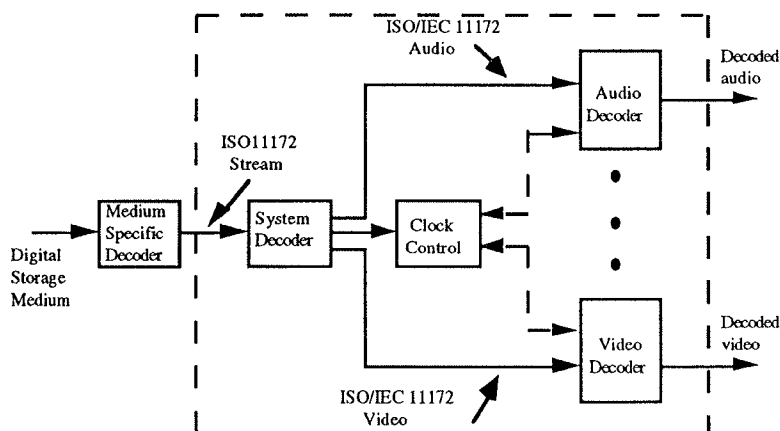 ISO/IEC 11172
Audio
Decoded
audio
Audio
Decoder
ISO11172
Stream
Medium
Specific
Decoder
System
Decoder
Clock
Control
Digital
Storage
Medium
Decoded
video
Video
Decoder
ISO/IEC 11172
Video